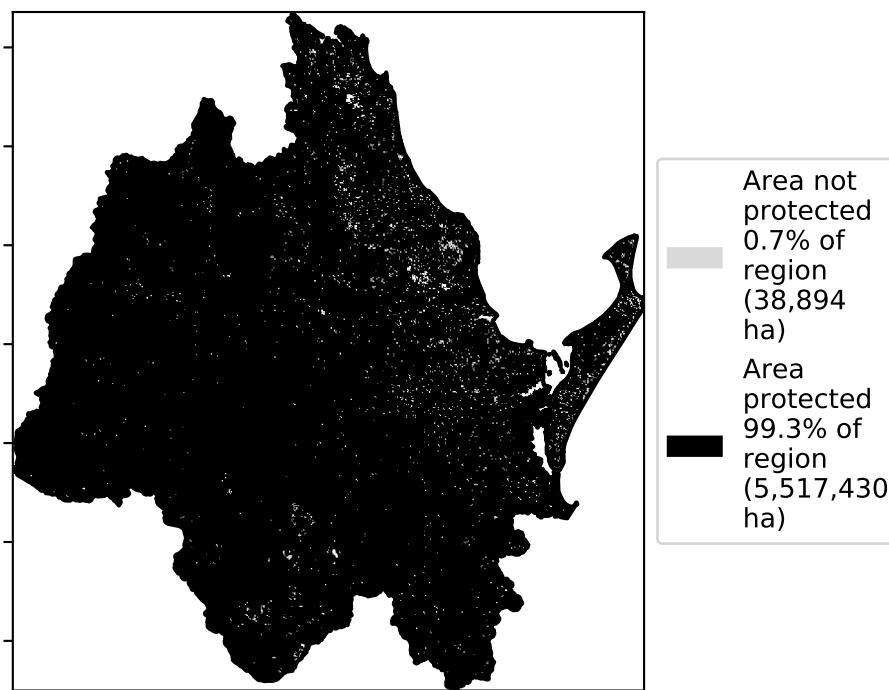 Area not
protected
0.7% of
region
(38,894
ha)
Area
protected
99.3% of
region
(5,517,430
ha)